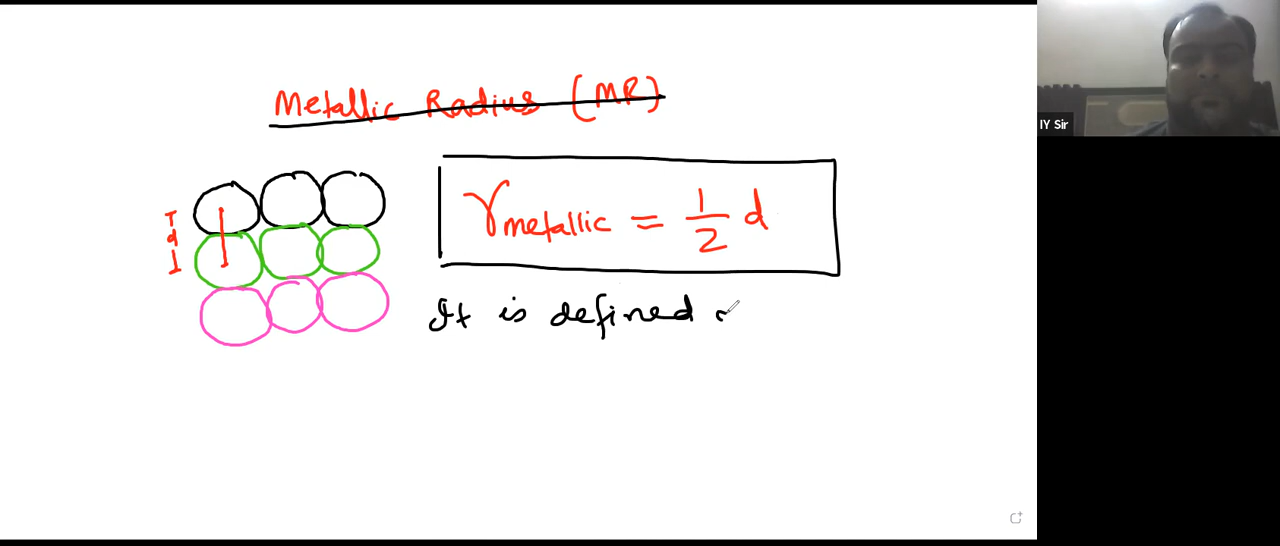 Metallic Radius (MR)
IY Sir
d
r metallic = 1/2 d
It is defined